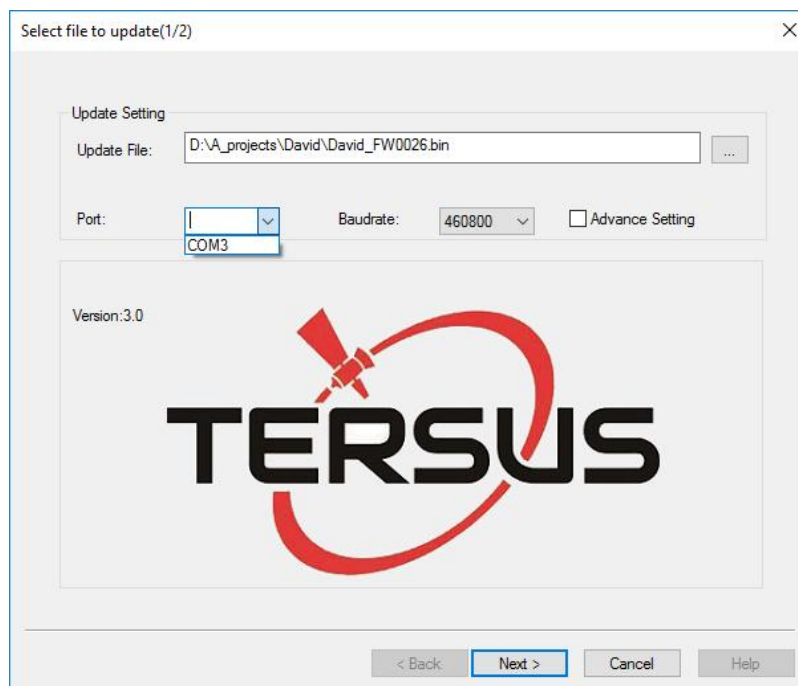 Select file to update(1/2)
Update Setting
Update File: D:\A_projects\David\David_FW0026.bin ...
Port: Baudrate: 460800 Advance Setting
COM3
Version:3.0
TERSUS
< Back Next > Cancel Help